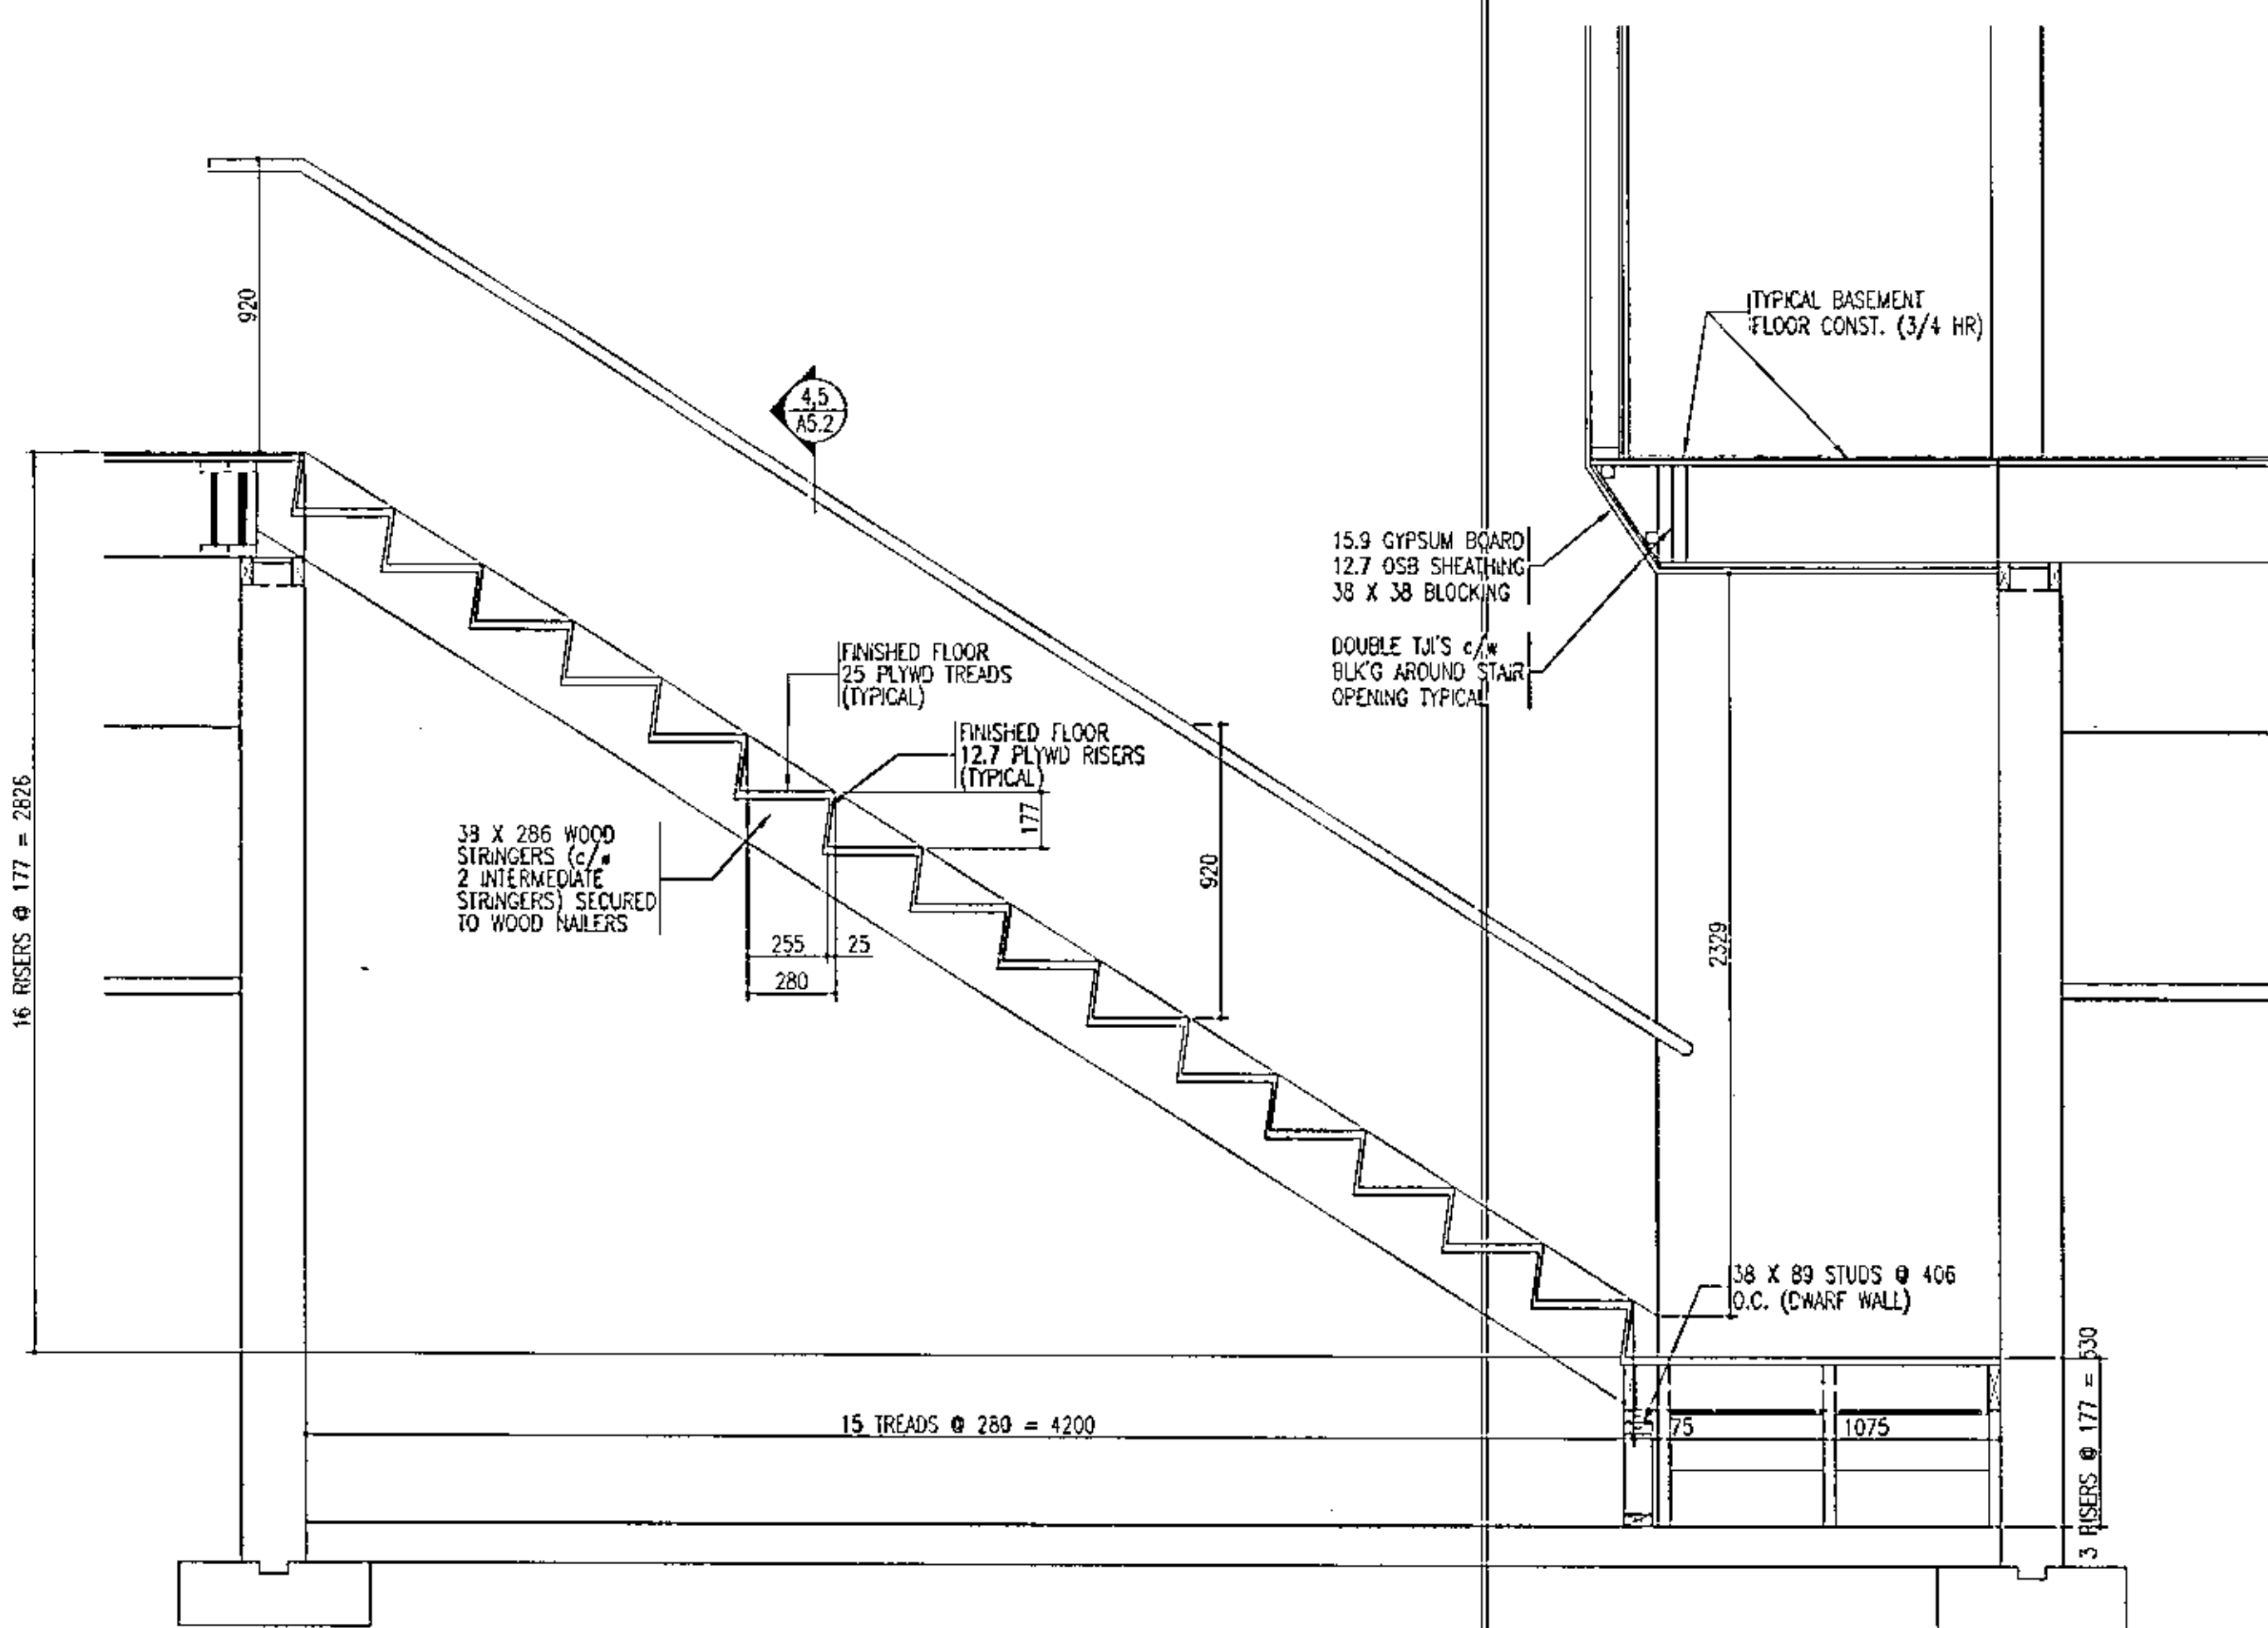 920
4,5
A5.2
TYPICAL BASEMENT
FLOOR CONST. (3/4 HR)
15.9 GYPSUM BOARD
12.7 OSB SHEATHING
38 X 38 BLOCKING
DOUBLE TJI'S c/w
BLK'G AROUND STAIR
OPENING TYPICAL
FINISHED FLOOR
25 PLYWD TREADS
(TYPICAL)
FINISHED FLOOR
12.7 PLYWD RISERS
(TYPICAL)
177
38 X 286 WOOD
STRINGERS (c/w
2 INTERMEDIATE
STRINGERS) SECURED
TO WOOD NAILERS
920
255
25
280
2329
16 RISERS @ 177 = 2826
38 X 89 STUDS @ 406
O.C. (DWARF WALL)
15 TREADS @ 280 = 4200
75
1075
3 RISERS @ 177 = 530